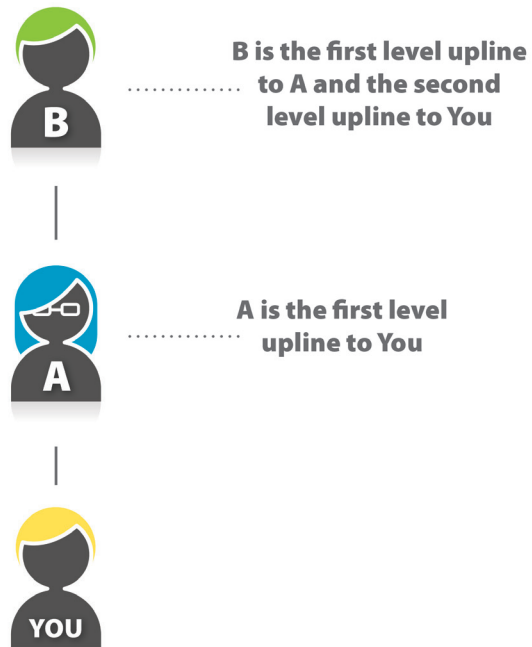 B is the first level upline
to A and the second
level upline to You
B
A is the first level
upline to You
A
YOU